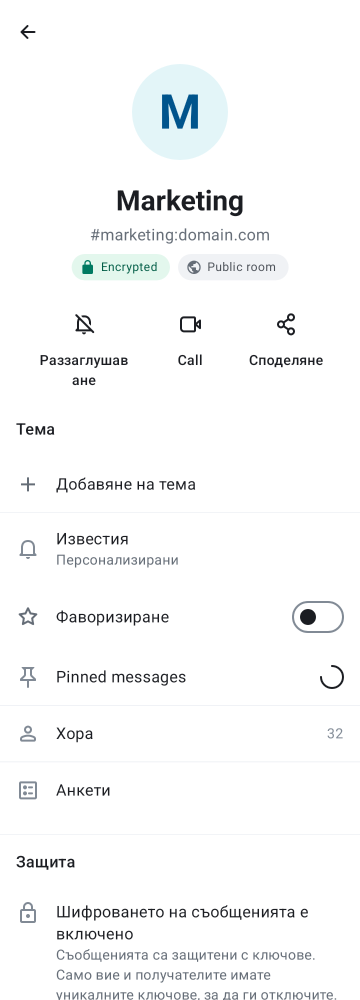 M
Marketing
#marketing:domain.com
Encrypted
Public room
Раззаглушав
ане
Call
Споделяне
Тема
Добавяне на тема
Известия
Персонализирани
Фаворизиране
Pinned messages
Хора
32
Анкети
Защита
Шифроването на съобщенията е
включено
Съобщенията са защитени с ключове.
Само вие и получателите имате
уникалните ключове, за да ги отключите.